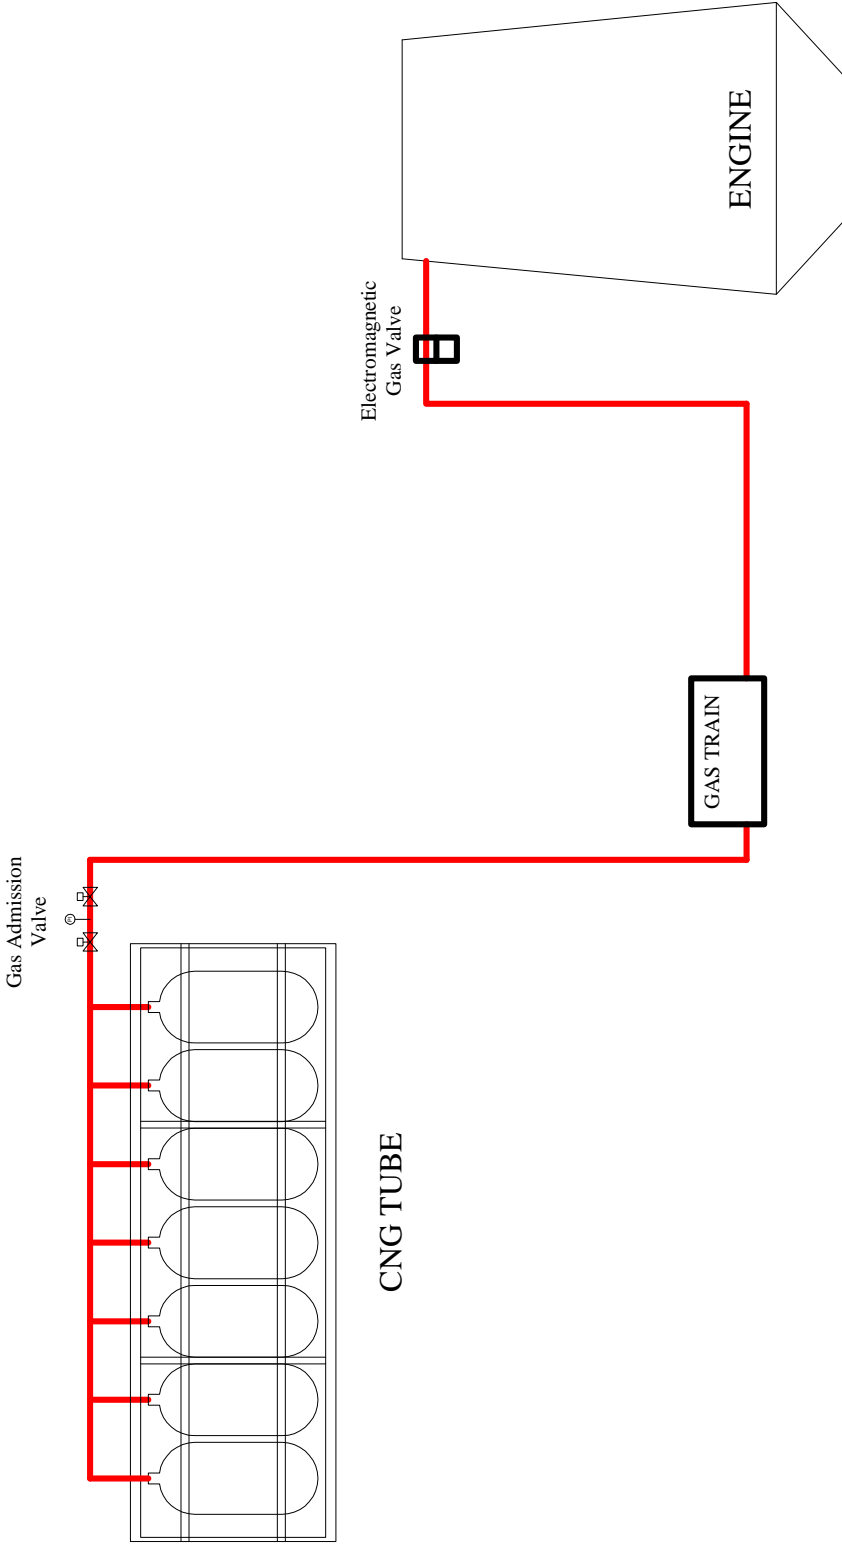 Gas Admission
Valve
CNG TUBE
GAS TRAIN
Electromagnetic
Gas Valve
ENGINE